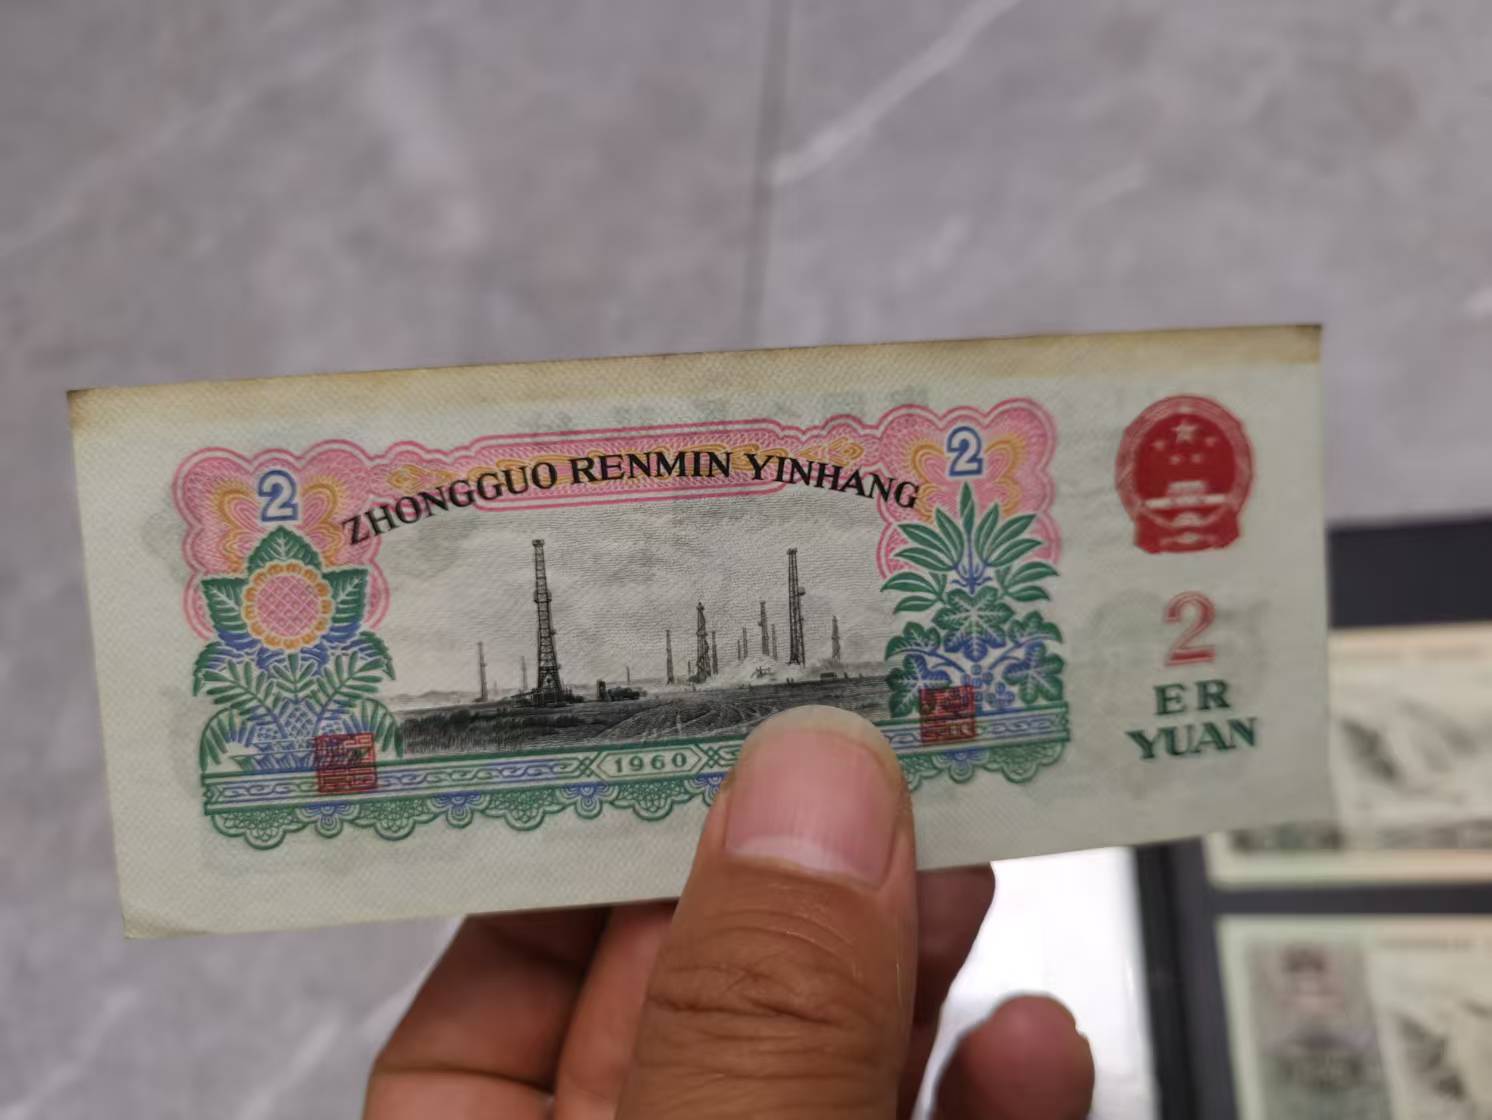 ZHONGGUO RENMIN YINHANG
2
2
1960
2
ER
YUAN